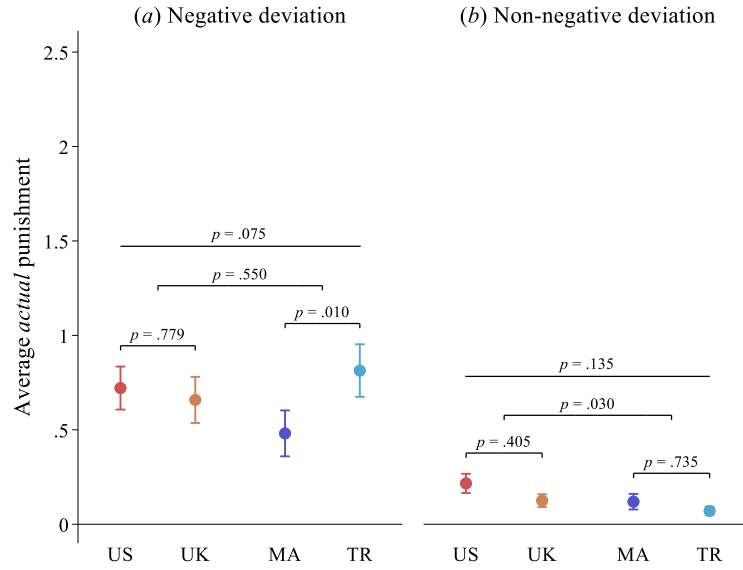 (a) Negative deviation
(b) Non-negative deviation
Average actual punishment
2.5
2
1.5
1
.5
0
p = .075
p = .550
p = .010
p = .779
p = .135
p = .030
p = .405
p = .735
US UK MA TR
US UK MA TR